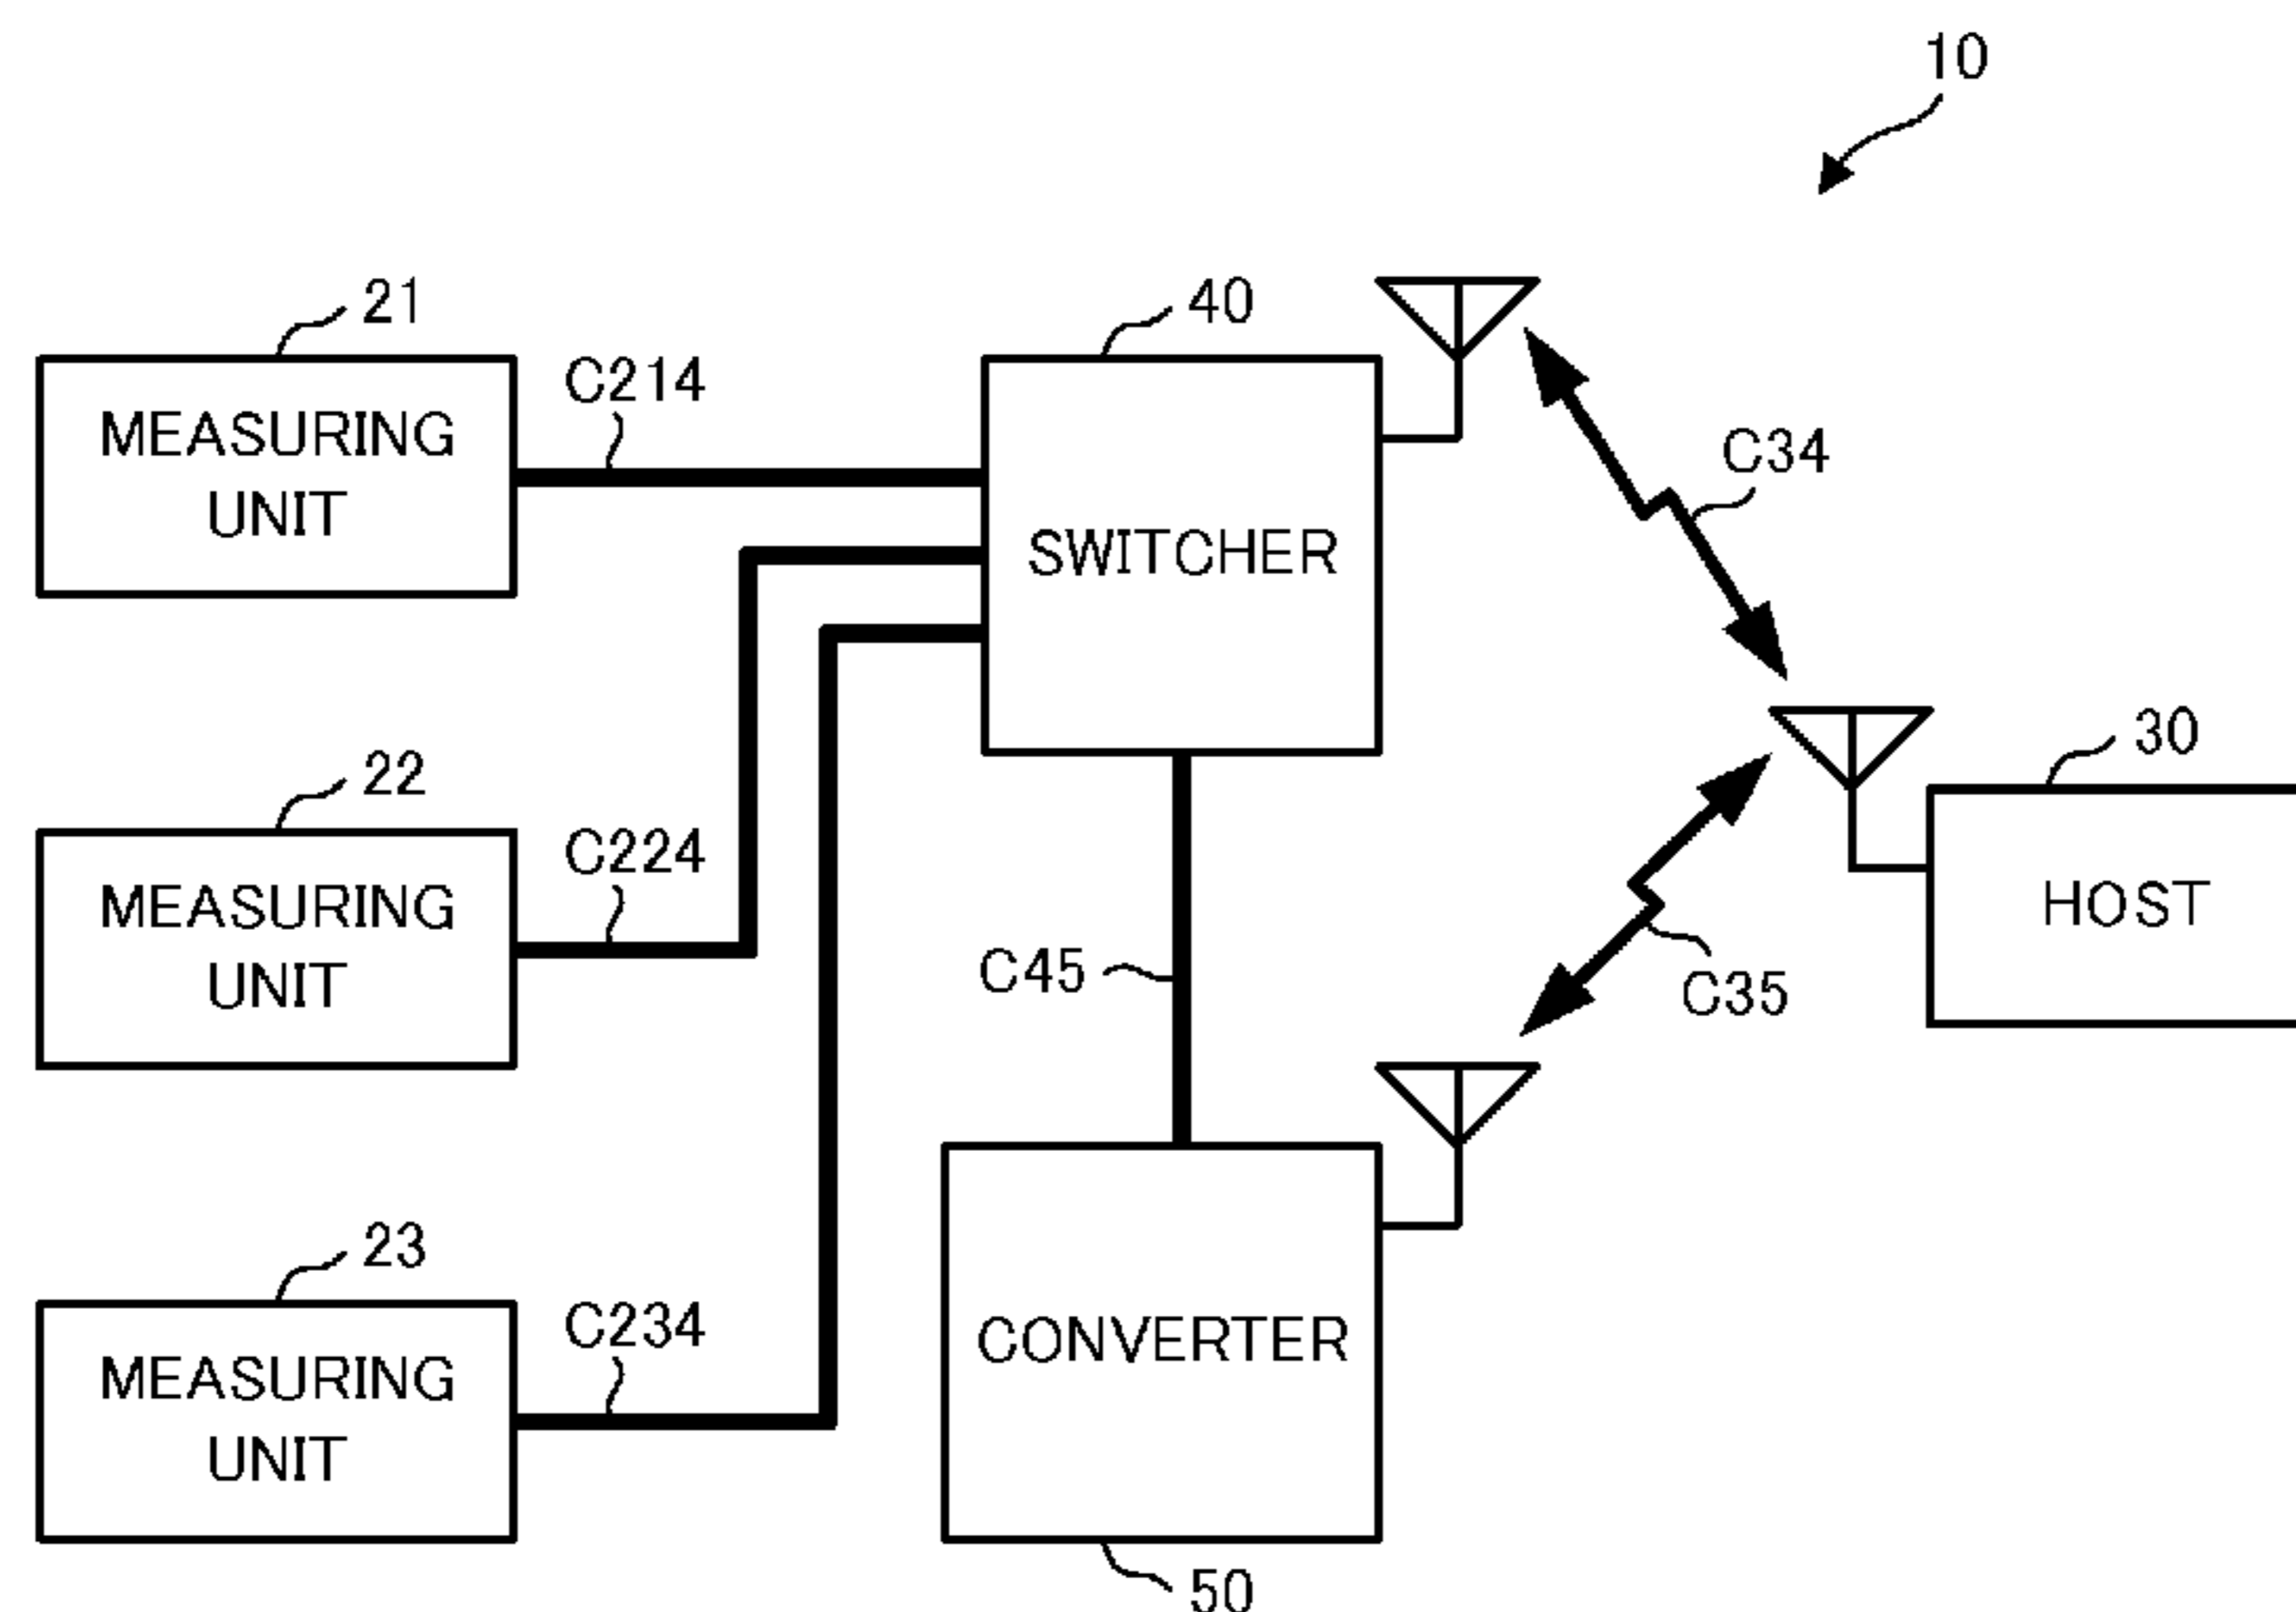 10
21
40
C214
MEASURING
UNIT
SWITCHER
C34
22
30
C224
MEASURING
UNIT
HOST
C45
C35
23
C234
MEASURING
UNIT
CONVERTER
50